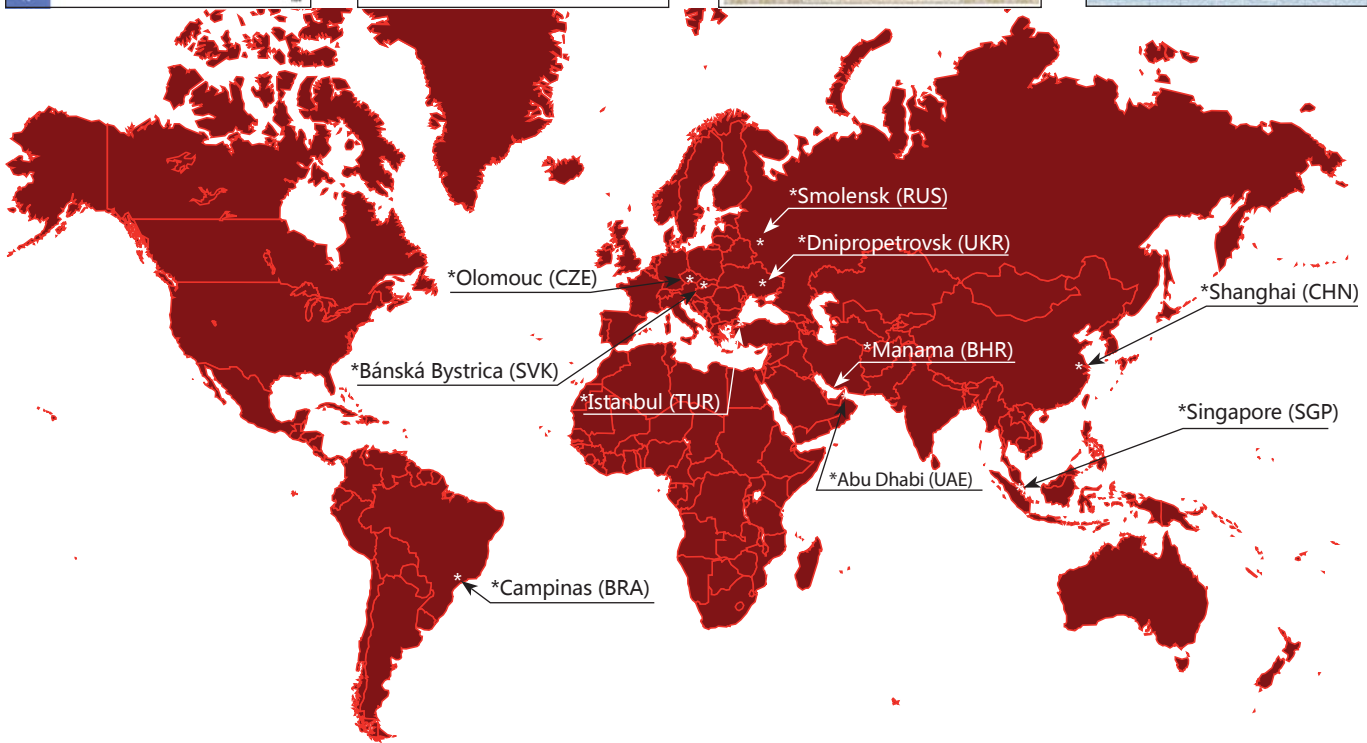 *Smolensk (RUS)
*Dnipropetrovsk (UKR)
*Olomouc (CZE)
*Shanghai (CHN)
*Manama (BHR)
*Bánská Bystrica (SVK)
*Istanbul (TUR)
*Singapore (SGP)
*Abu Dhabi (UAE)
*Campinas (BRA)